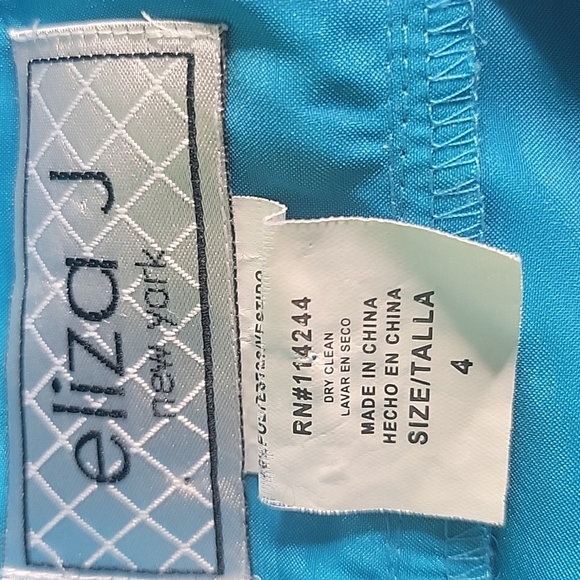 eliza J
new york
RN#114244
DRY CLEAN
LAVAR EN SECO
MADE IN CHINA
HECHO EN CHINA
SIZE/TALLA
4